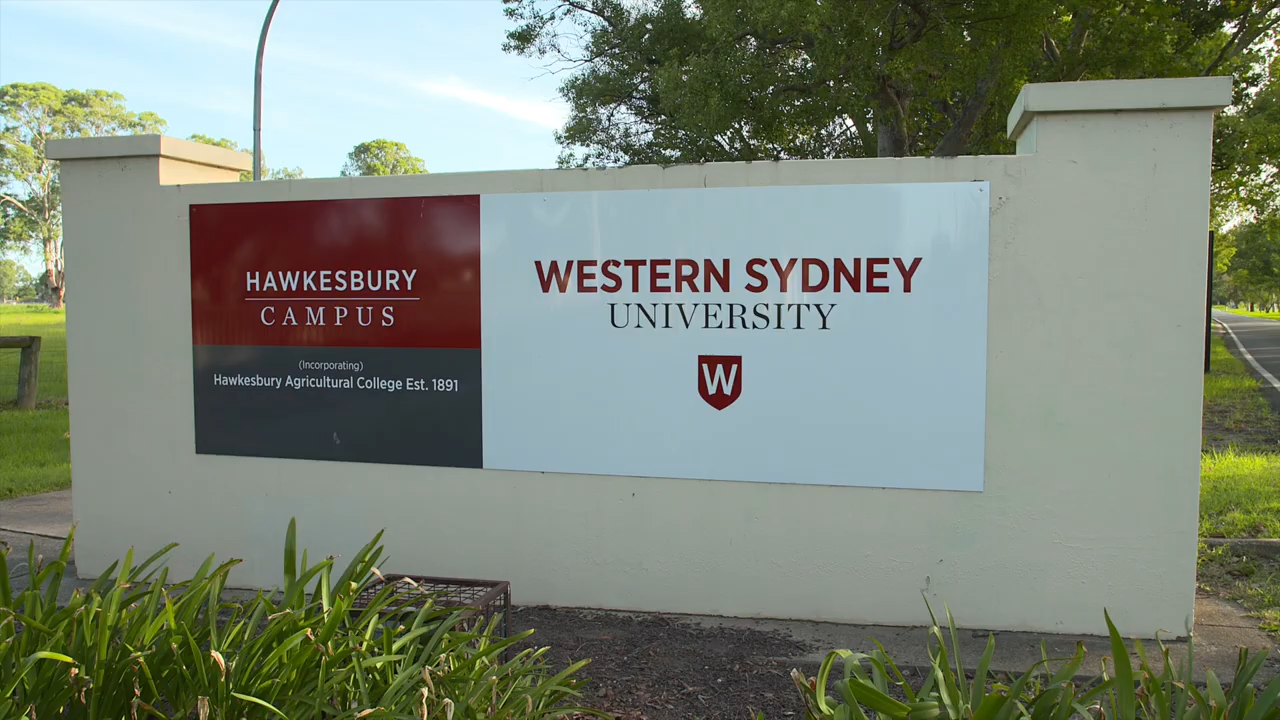 HAWKESBURY
CAMPUS
(Incorporating)
Hawkesbury Agricultural College Est. 1891
WESTERN SYDNEY
UNIVERSITY
W